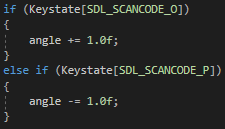 if (Keystate[SDL_SCANCODE_O])
{
    angle += 1.0f;
}
else if (Keystate[SDL_SCANCODE_P])
{
    angle -= 1.0f;
}